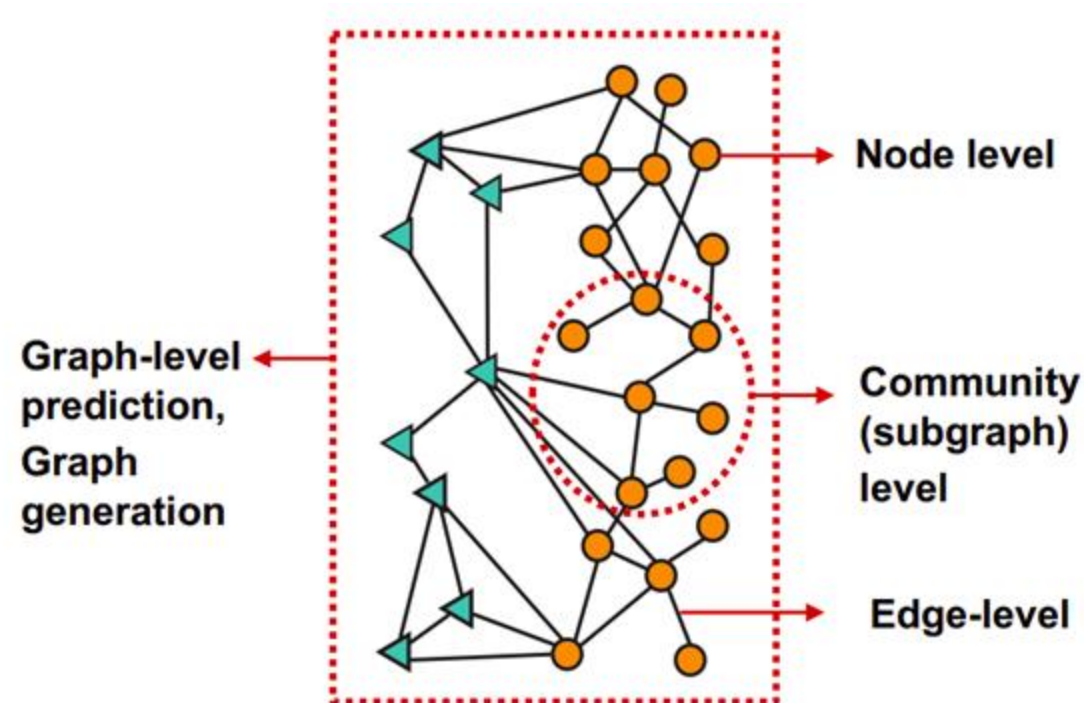 Node level
Graph-level
prediction,
Graph
generation
Community
(subgraph)
level
Edge-level